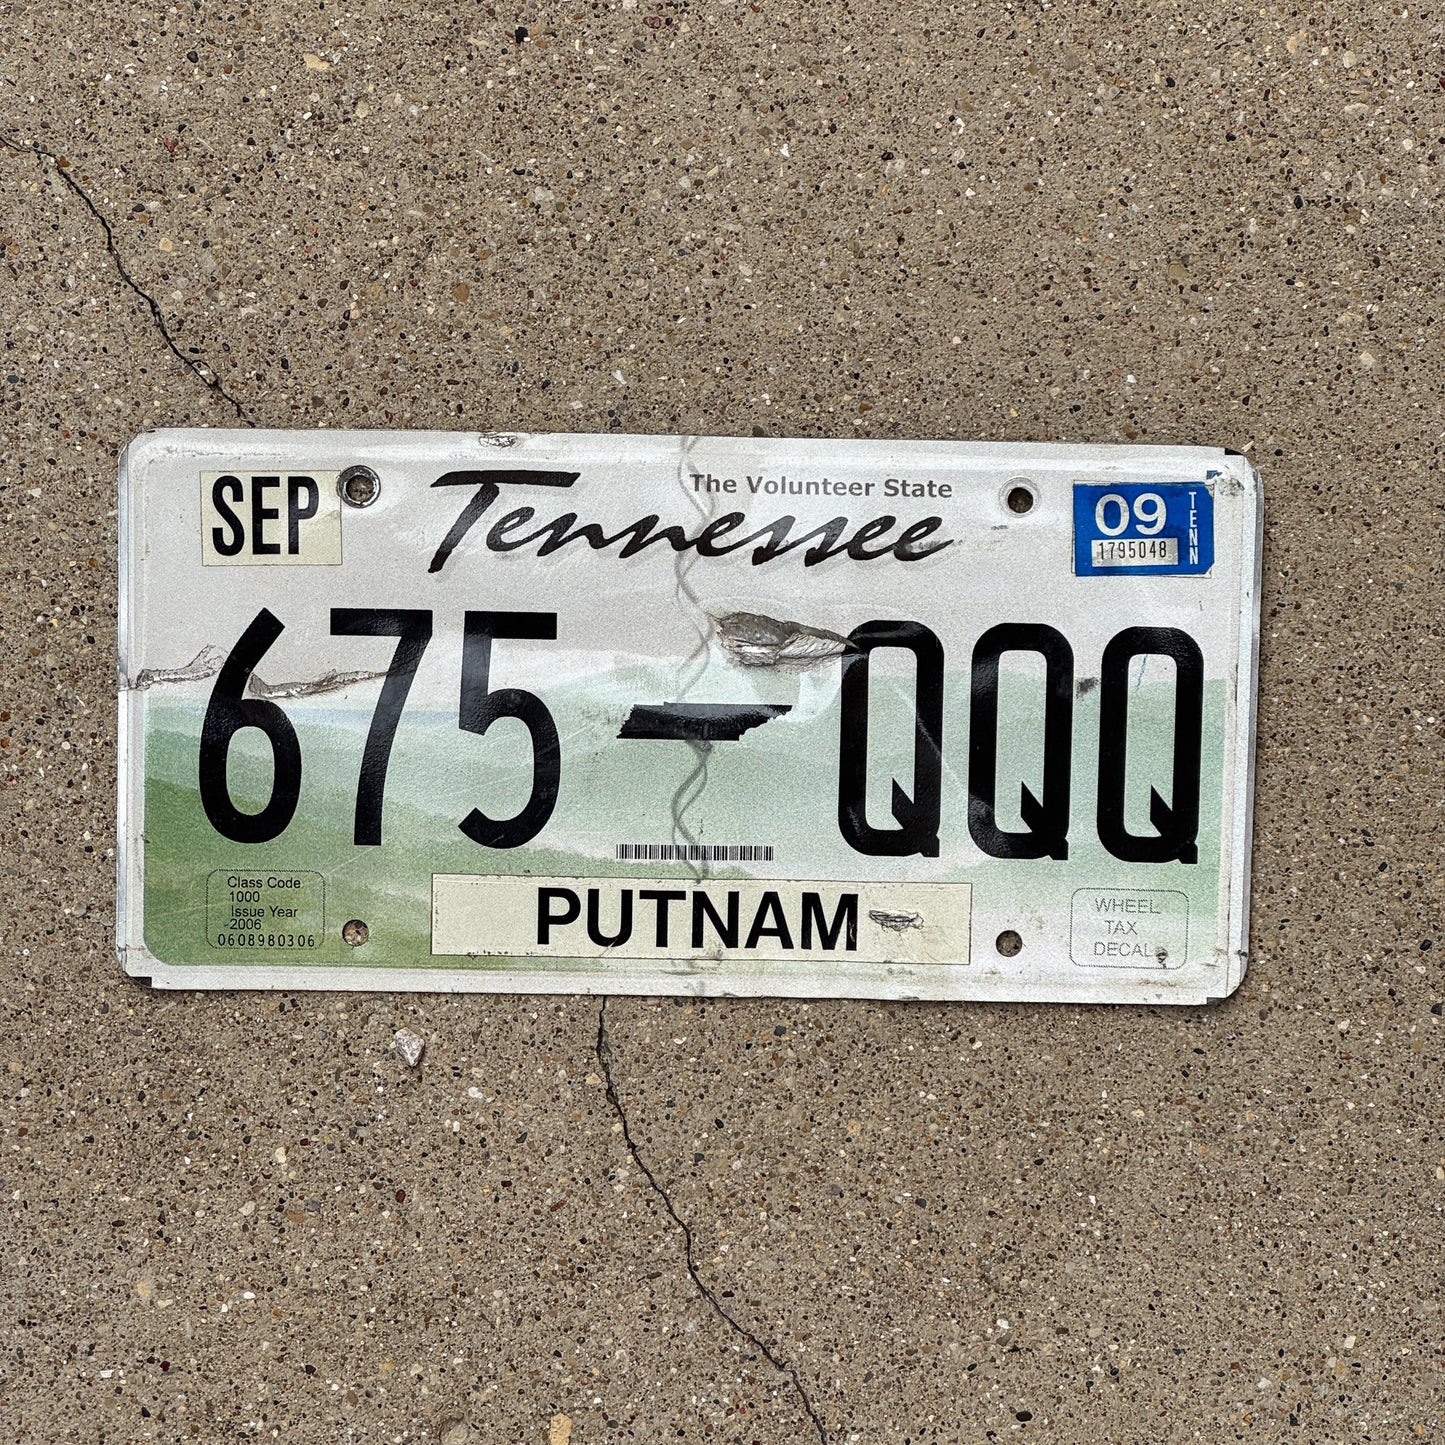 SEP
The Volunteer State
Tennessee
09
TENN
1795048
675-QQQ
Class Code
1000
Issue Year
2006
0608980306
PUTNAM
WHEEL
TAX
DECAL